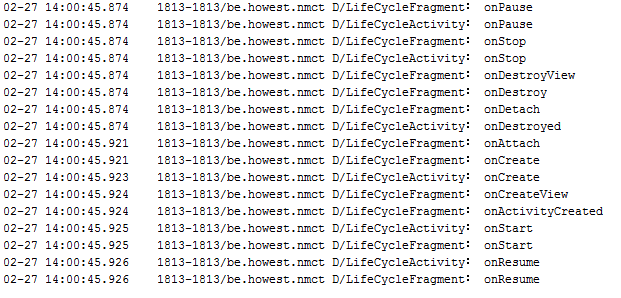 02-27 14:00:45.874 1813-1813/be.howest.nmct D/LifeCycleFragment: onPause
02-27 14:00:45.874 1813-1813/be.howest.nmct D/LifeCycleActivity: onPause
02-27 14:00:45.874 1813-1813/be.howest.nmct D/LifeCycleFragment: onStop
02-27 14:00:45.874 1813-1813/be.howest.nmct D/LifeCycleActivity: onStop
02-27 14:00:45.874 1813-1813/be.howest.nmct D/LifeCycleFragment: onDestroyView
02-27 14:00:45.874 1813-1813/be.howest.nmct D/LifeCycleFragment: onDestroy
02-27 14:00:45.874 1813-1813/be.howest.nmct D/LifeCycleFragment: onDetach
02-27 14:00:45.874 1813-1813/be.howest.nmct D/LifeCycleActivity: onDestroyed
02-27 14:00:45.921 1813-1813/be.howest.nmct D/LifeCycleFragment: onAttach
02-27 14:00:45.921 1813-1813/be.howest.nmct D/LifeCycleFragment: onCreate
02-27 14:00:45.923 1813-1813/be.howest.nmct D/LifeCycleActivity: onCreate
02-27 14:00:45.924 1813-1813/be.howest.nmct D/LifeCycleFragment: onCreateView
02-27 14:00:45.924 1813-1813/be.howest.nmct D/LifeCycleFragment: onActivityCreated
02-27 14:00:45.925 1813-1813/be.howest.nmct D/LifeCycleActivity: onStart
02-27 14:00:45.925 1813-1813/be.howest.nmct D/LifeCycleFragment: onStart
02-27 14:00:45.926 1813-1813/be.howest.nmct D/LifeCycleActivity: onResume
02-27 14:00:45.926 1813-1813/be.howest.nmct D/LifeCycleFragment: onResume